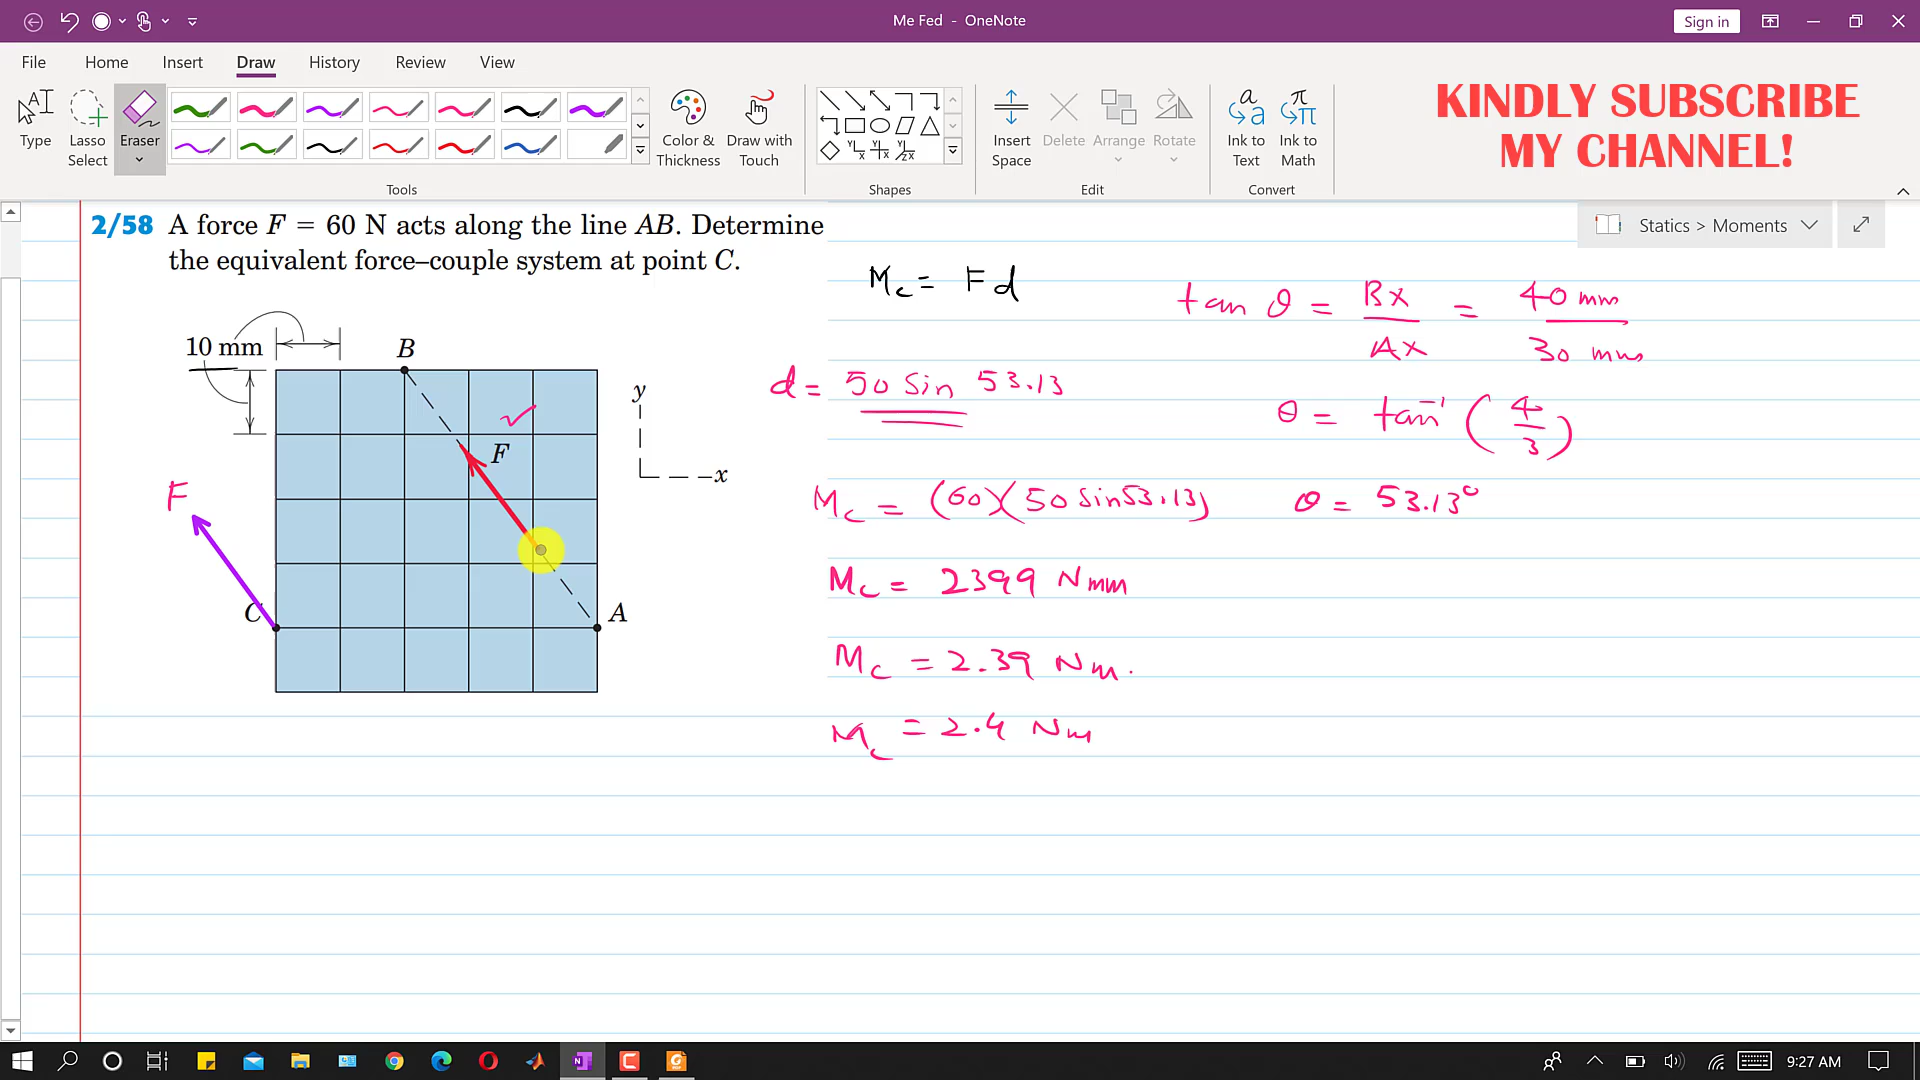 Me Fed - OneNote
Sign in
File Home Insert Draw History Review View
Type
Lasso Select
Eraser
Color & Thickness
Draw with Touch
Insert Space
Delete
Arrange
Rotate
Ink to Text
Ink to Math
Tools
Shapes
Edit
Convert
KINDLY SUBSCRIBE
MY CHANNEL!
Statics > Moments
2/58 A force F = 60 N acts along the line AB. Determine
the equivalent force–couple system at point C.
10 mm
B
y
x
F
F
C
A
Mc = Fd
tan θ = BX/AX = 40 mm/30 mm
d = 50 sin 53.13
θ = tan⁻¹ (4/3)
Mc = (60)(50 sin 53.13)
θ = 53.13°
Mc = 2399 Nmm
Mc = 2.39 Nm.
Mc = 2.4 Nm
9:27 AM